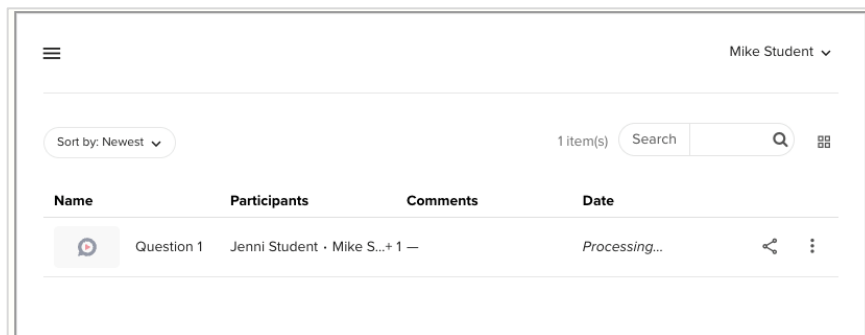 Mike Student
Sort by: Newest
1 item(s) Search
Name Participants Comments Date
Question 1 Jenni Student · Mike S...+ 1 — Processing...